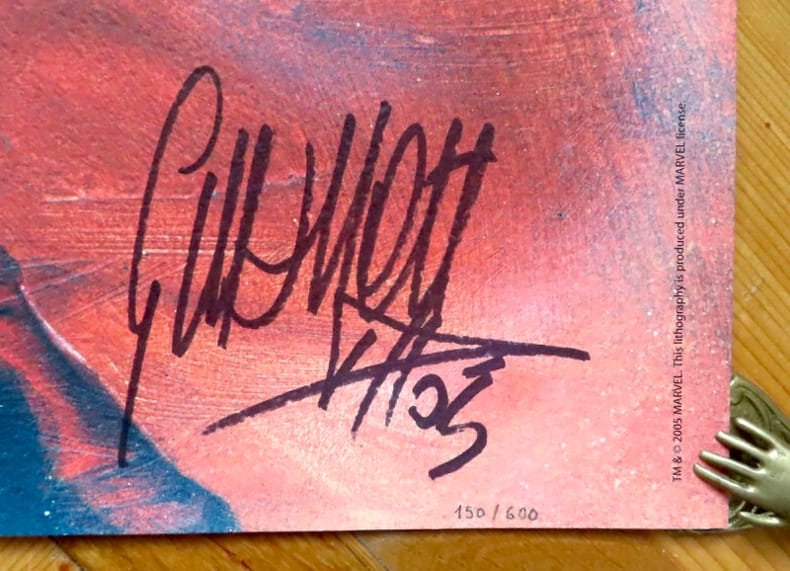 TM & © 2005 MARVEL. This lithography is produced under MARVEL license.
150/600